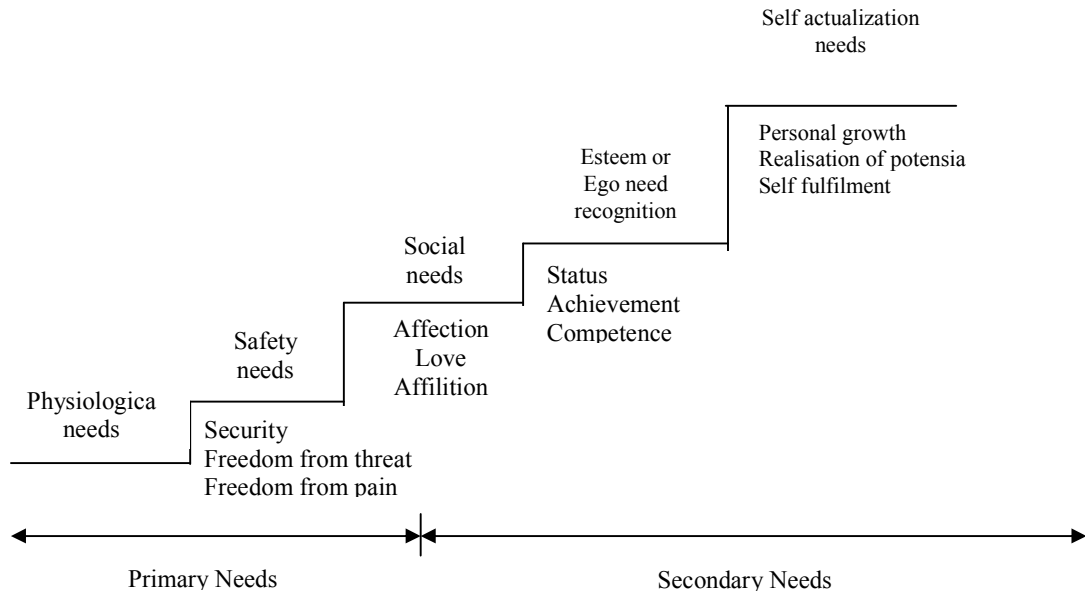 Self actualization
needs
Personal growth
Realisation of potensia
Self fulfilment
Esteem or
Ego need
recognition
Status
Achievement
Competence
Social
needs
Affection
Love
Affilition
Safety
needs
Security
Freedom from threat
Freedom from pain
Physiologica
needs
Primary Needs
Secondary Needs